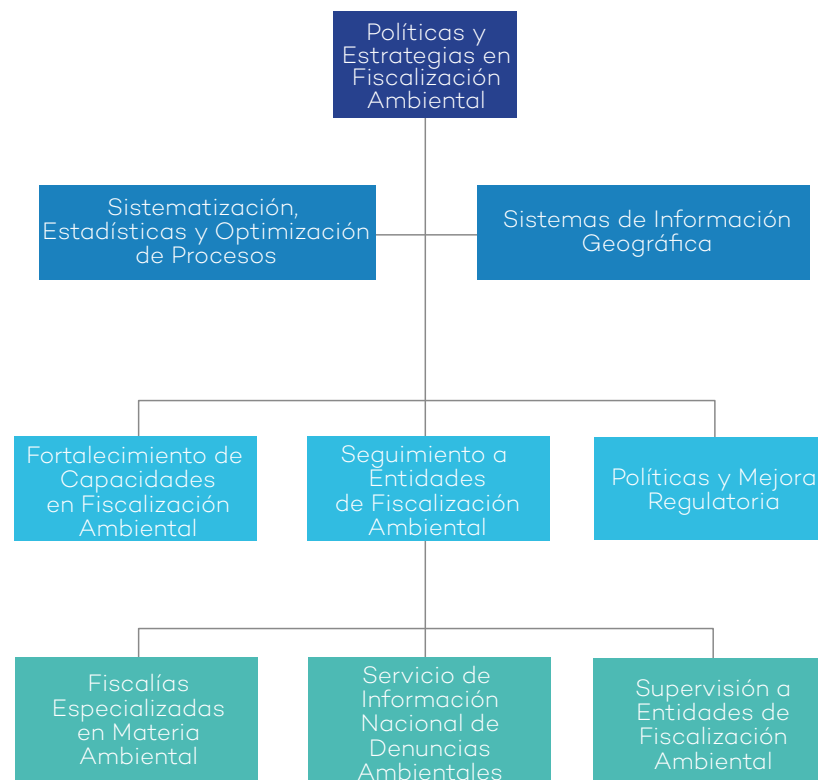 Políticas y
Estrategias en
Fiscalización
Ambiental
Sistematización,
Estadísticas y Optimización
de Procesos
Sistemas de Información
Geográfica
Fortalecimiento de
Capacidades
en Fiscalización
Ambiental
Seguimiento a
Entidades
de Fiscalización
Ambiental
Políticas y Mejora
Regulatoria
Fiscalías
Especializadas
en Materia
Ambiental
Servicio de
Información
Nacional de
Denuncias
Ambientales
Supervisión a
Entidades de
Fiscalización
Ambiental